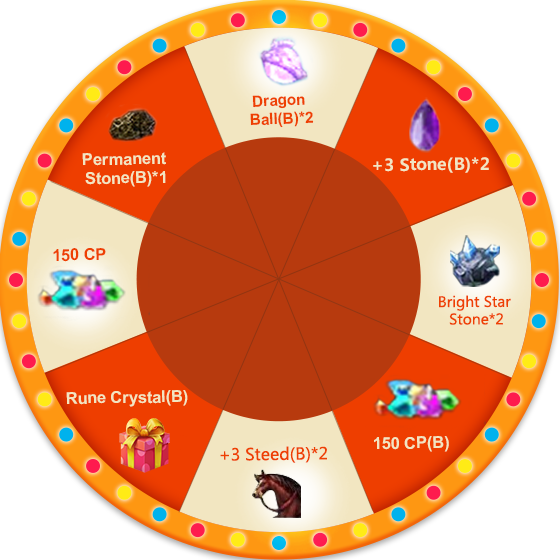 Dragon
Ball(B)*2
+3 Stone(B)*2
Bright Star
Stone*2
150 CP(B)
+3 Steed(B)*2
Rune Crystal(B)
150 CP
Permanent
Stone(B)*1